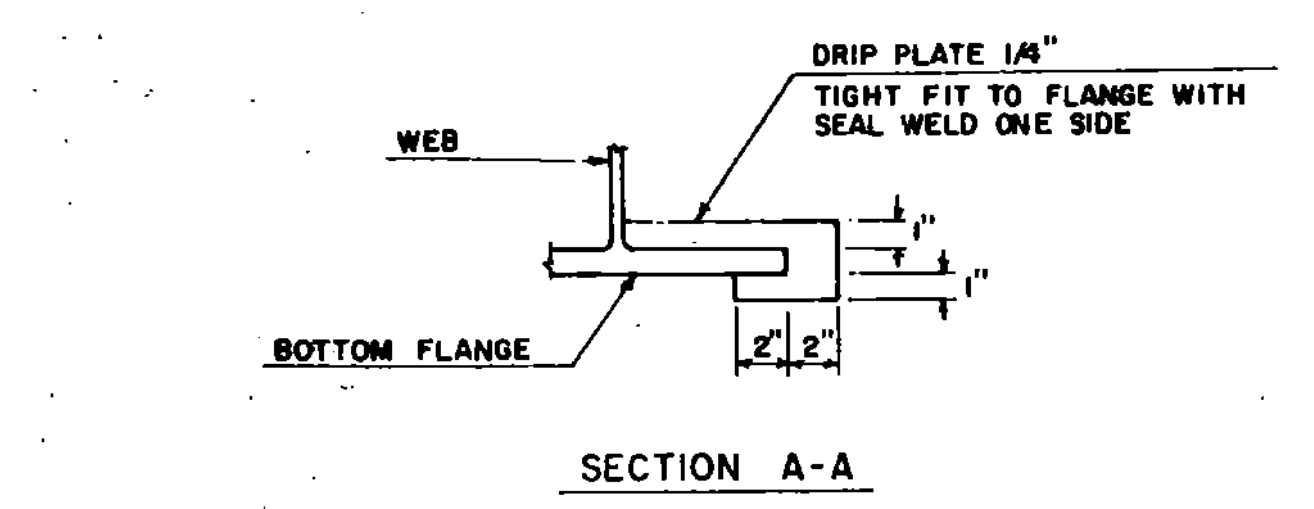 DRIP PLATE 1/4"
TIGHT FIT TO FLANGE WITH
SEAL WELD ONE SIDE
WEB
1"
1"
BOTTOM FLANGE
2" 2"
SECTION A-A